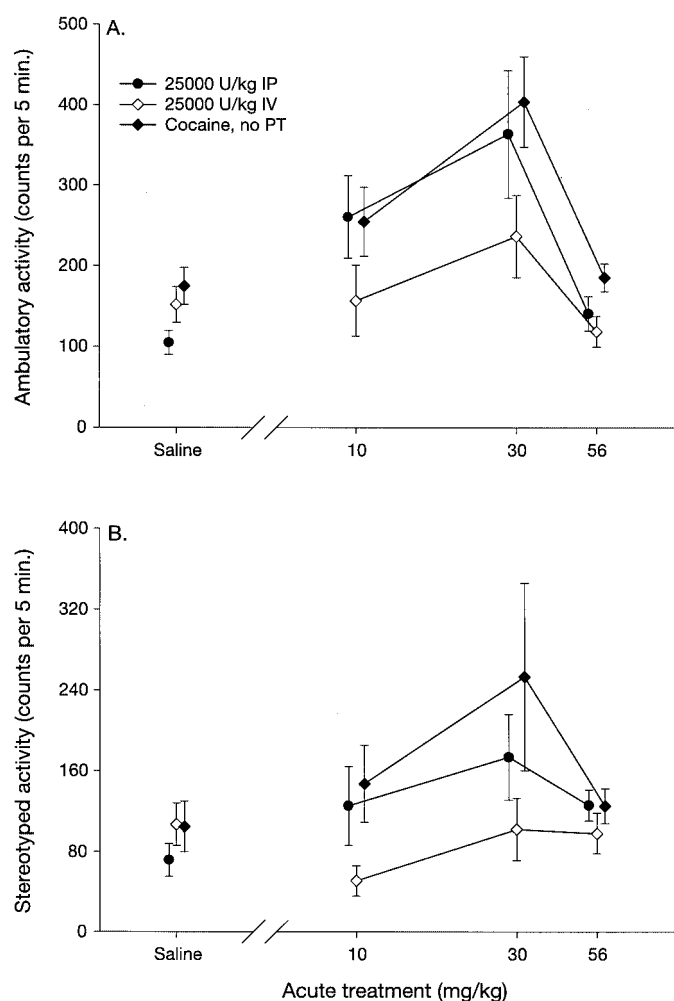 A.
500
400
300
200
100
0
Ambulatory activity (counts per 5 min.)
25000 U/kg IP
25000 U/kg IV
Cocaine, no PT
Saline 10 30 56
B.
400
320
240
160
80
0
Stereotyped activity (counts per 5 min.)
Saline 10 30 56
Acute treatment (mg/kg)